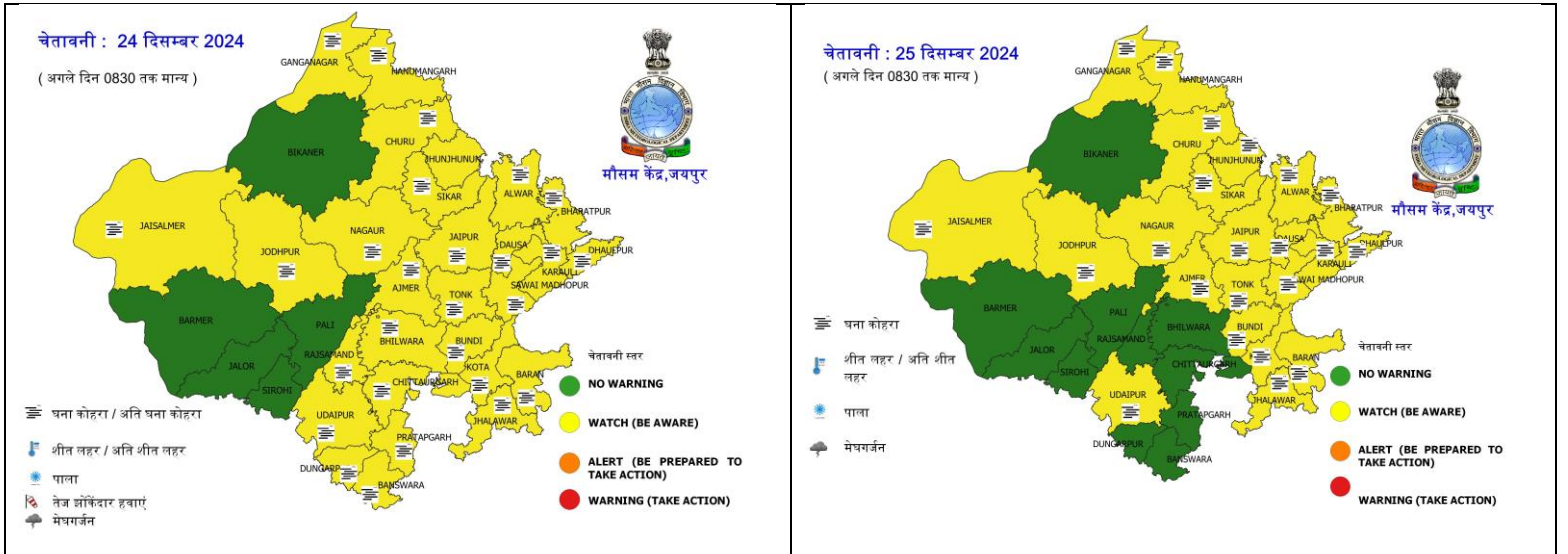 चेतावनी : 24 दिसम्बर 2024
( अगले दिन 0830 तक मान्य )
मौसम केंद्र,जयपुर
GANGANAGAR
HANUMANGARH
BIKANER
CHURU
JHUNJHUNUN
SIKAR
ALWAR
BHARATPUR
JAISALMER
NAGAUR
JODHPUR
JAIPUR
DAUSA
DHAULPUR
KARAULI
AJMER
SAWAI MADHOPUR
TONK
BARMER
PALI
BHILWARA
BUNDI
RAJSAMAND
JALOR
KOTA
BARAN
SIROHI
CHITTAURGARH
UDAIPUR
JHALAWAR
PRATAPGARH
DUNGARP
BANSWARA
घना कोहरा / अति घना कोहरा
शीत लहर / अति शीत लहर
पाला
तेज झोंकेदार हवाएं
मेघगर्जन
चेतावनी स्तर
NO WARNING
WATCH (BE AWARE)
ALERT (BE PREPARED TO
TAKE ACTION)
WARNING (TAKE ACTION)
चेतावनी : 25 दिसम्बर 2024
( अगले दिन 0830 तक मान्य )
मौसम केंद्र,जयपुर
GANGANAGAR
HANUMANGARH
BIKANER
CHURU
JHUNJHUNUN
SIKAR
ALWAR
BHARATPUR
JAISALMER
NAGAUR
JODHPUR
JAIPUR
DAUSA
DHAULPUR
KARAULI
AJMER
WAI MADHOPUR
TONK
BARMER
PALI
BHILWARA
BUNDI
RAJSAMAND
JALOR
BARAN
SIROHI
CHITTAURGARH
UDAIPUR
JHALAWAR
PRATAPGARH
DUNGARPUR
BANSWARA
घना कोहरा
शीत लहर / अति शीत
लहर
पाला
मेघगर्जन
चेतावनी स्तर
NO WARNING
WATCH (BE AWARE)
ALERT (BE PREPARED TO
TAKE ACTION)
WARNING (TAKE ACTION)